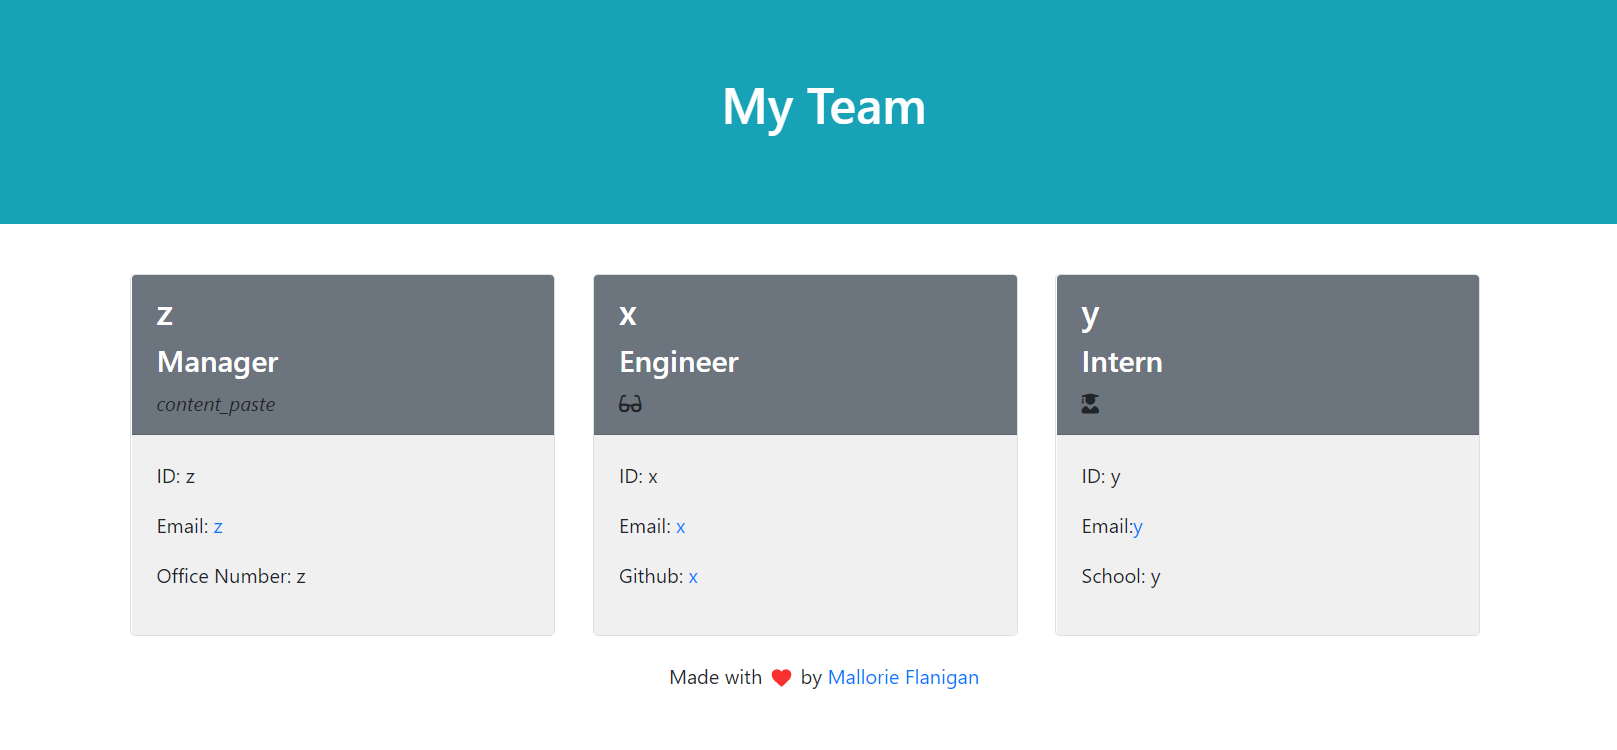 My Team
z
Manager
content_paste
ID: z
Email: z
Office Number: z
x
Engineer
ID: x
Email: x
Github: x
y
Intern
ID: y
Email:y
School: y
Made with ❤ by Mallorie Flanigan